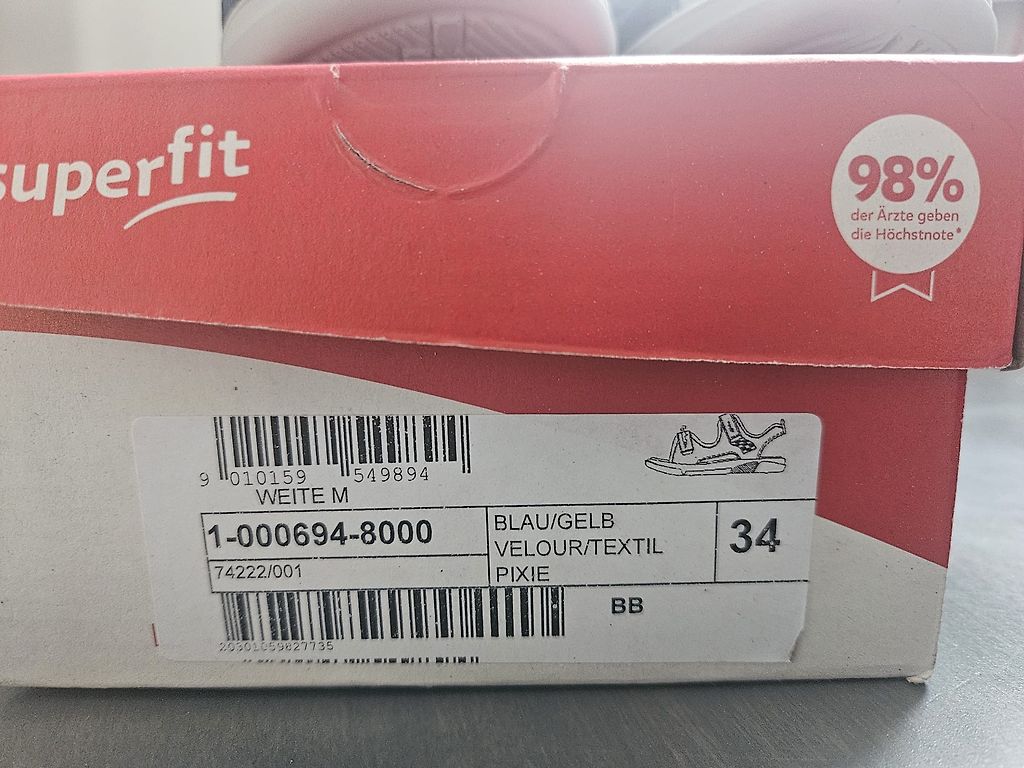 superfit
98%
der Ärzte geben
die Höchstnote*
9 010159 549894
WEITE M
1-000694-8000
74222/001
BLAU/GELB
VELOUR/TEXTIL
PIXIE
34
BB
20301059827735